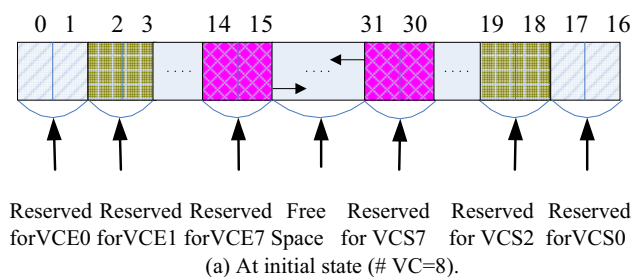 0 1 2 3 14 15 31 30 19 18 17 16
.... .... .... ....
Reserved Reserved Reserved Free Reserved Reserved Reserved
forVCE0 forVCE1 forVCE7 Space for VCS7 for VCS2 forVCS0
(a) At initial state (# VC=8).